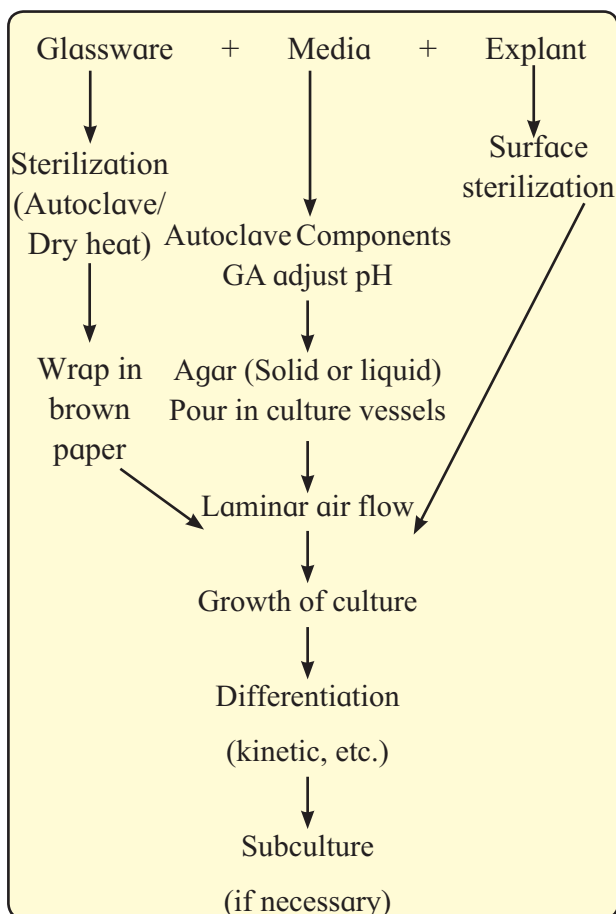 Glassware + Media + Explant
Sterilization
(Autoclave/
Dry heat)
Surface
sterilization
Autoclave Components
GA adjust pH
Wrap in
brown
paper
Agar (Solid or liquid)
Pour in culture vessels
Laminar air flow
Growth of culture
Differentiation
(kinetic, etc.)
Subculture
(if necessary)